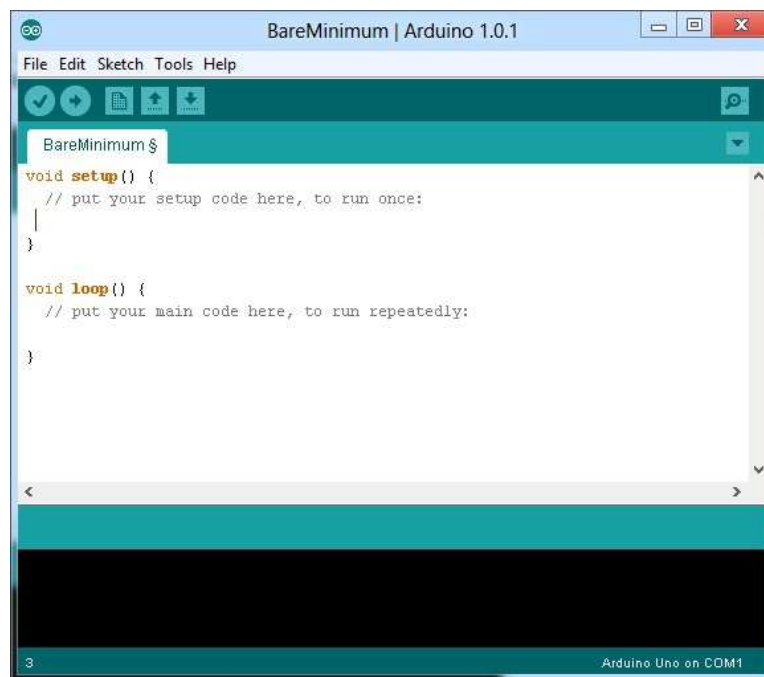 BareMinimum | Arduino 1.0.1
File Edit Sketch Tools Help
BareMinimum §
void setup() {
  // put your setup code here, to run once:

}

void loop() {
  // put your main code here, to run repeatedly:

}
3 Arduino Uno on COM1